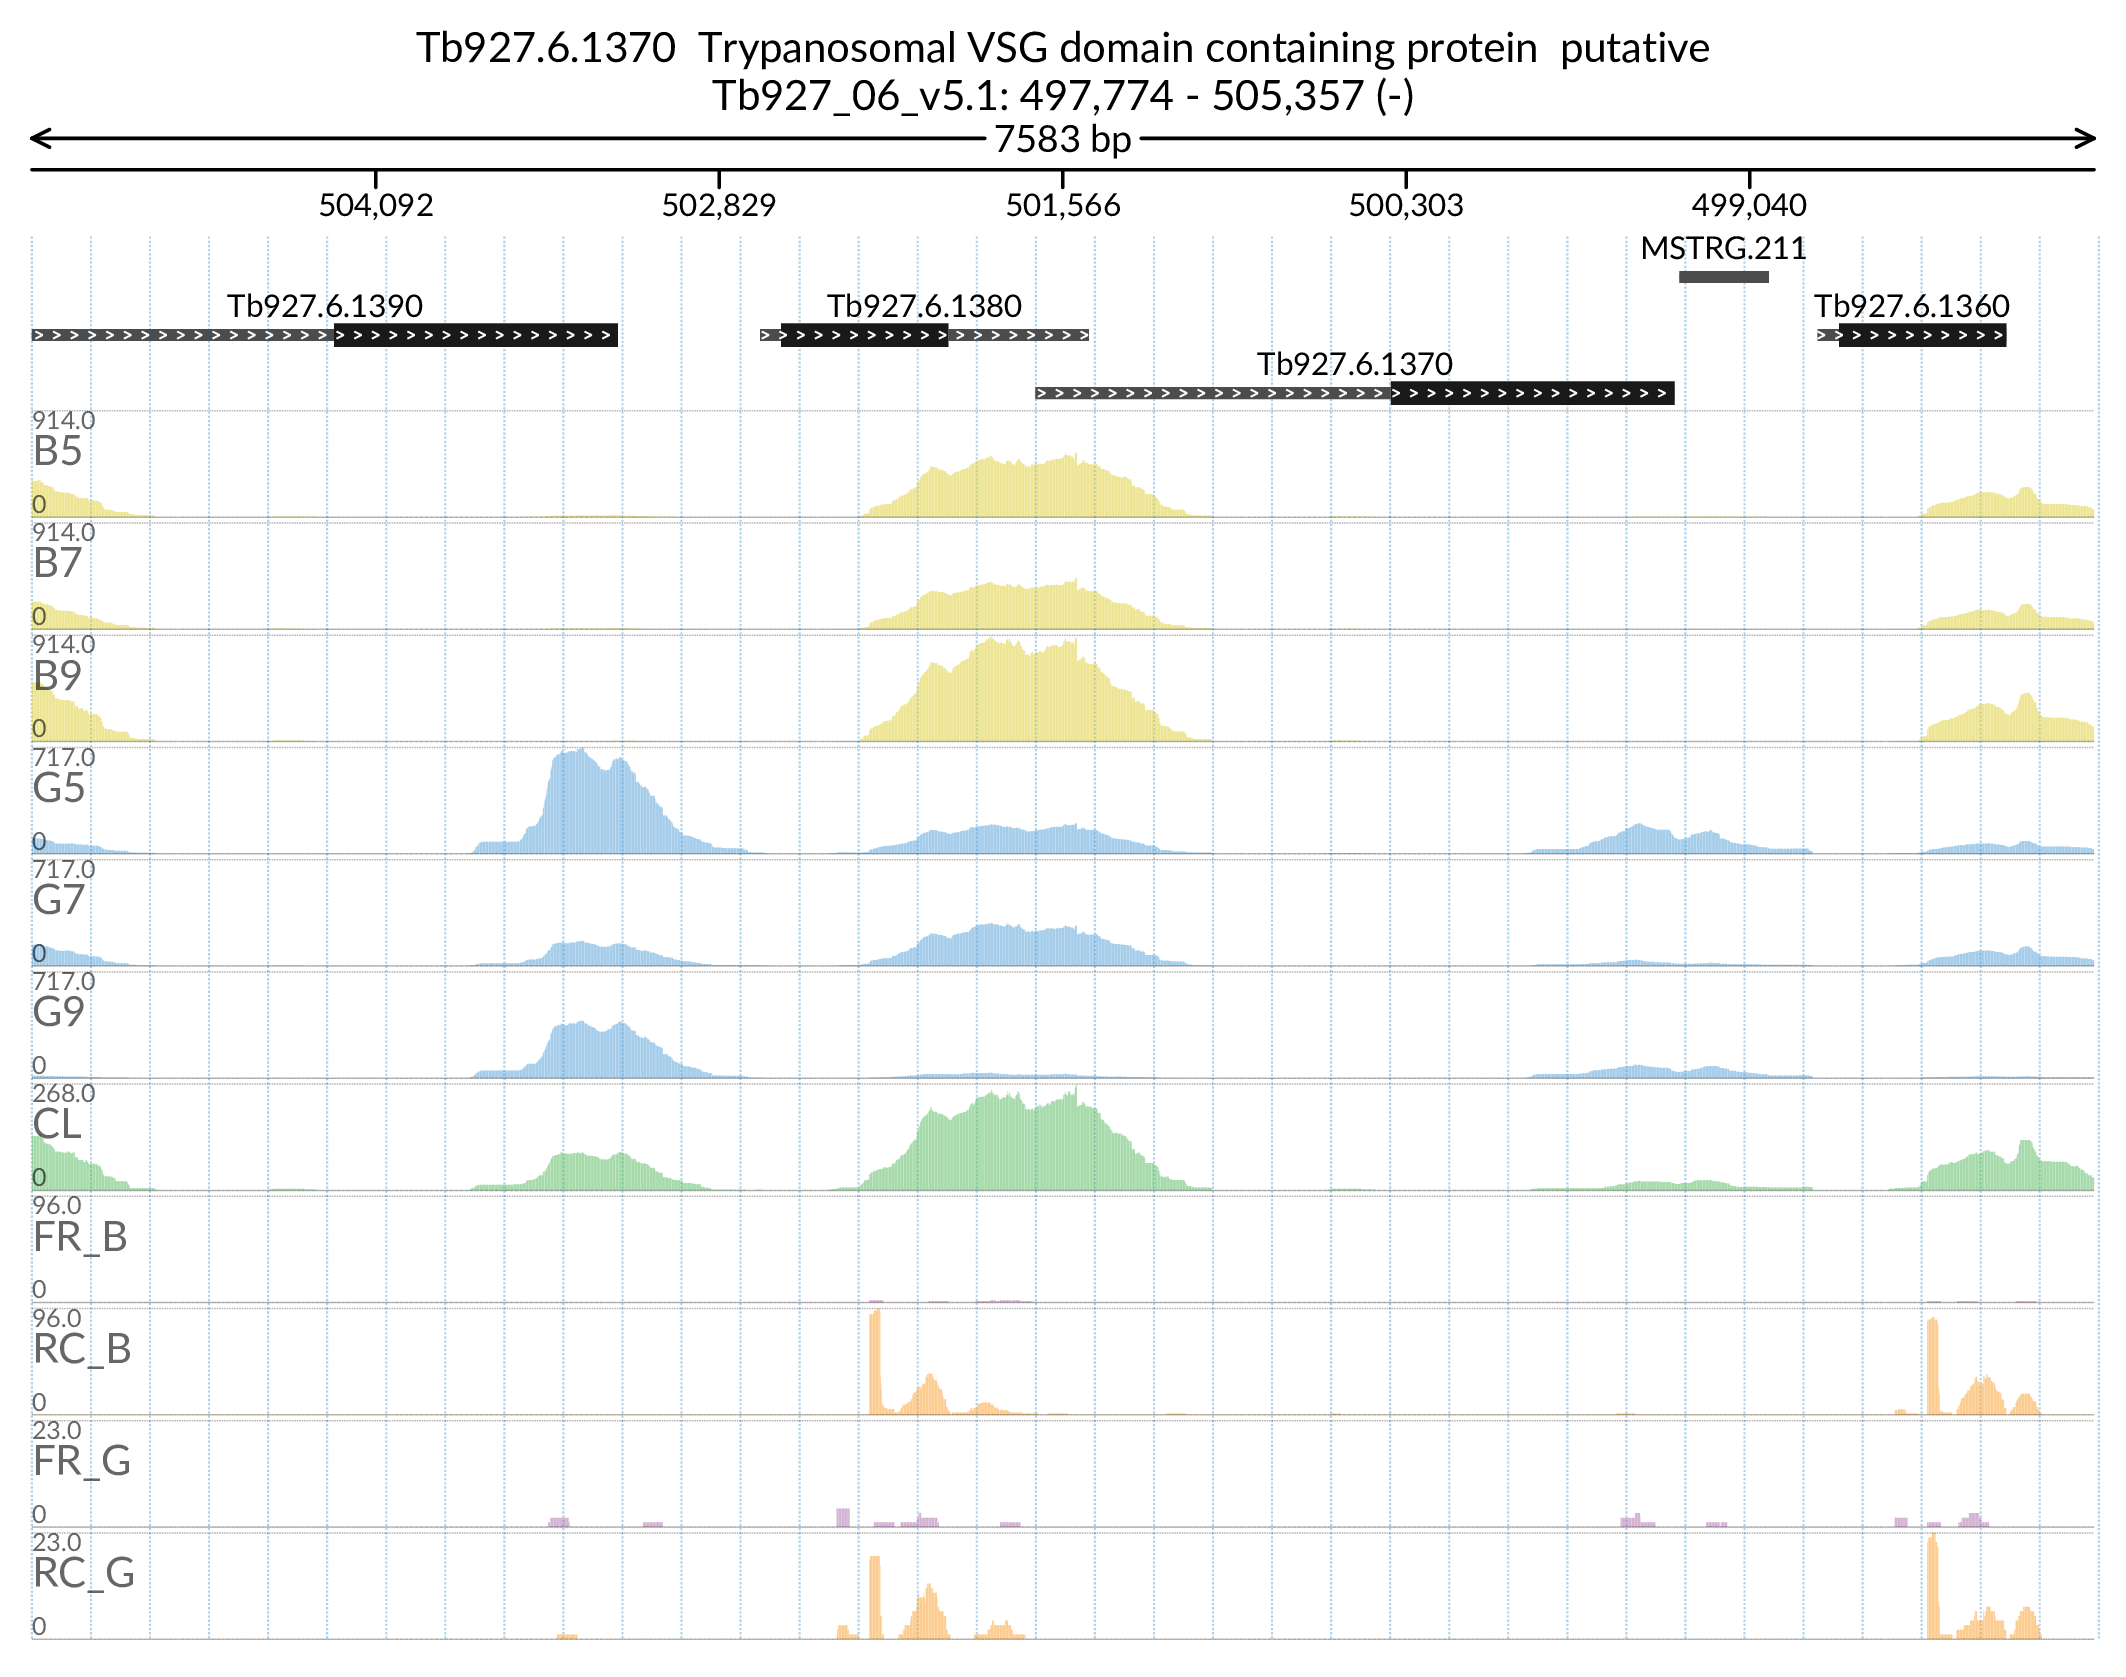 Tb927.6.1370  Trypanosomal VSG domain containing protein  putative
Tb927_06_v5.1: 497,774 - 505,357 (-)
7583 bp
504,092 502,829 501,566 500,303 499,040
MSTRG.211
Tb927.6.1390 Tb927.6.1380 Tb927.6.1360
Tb927.6.1370
914.0
B5
0
914.0
B7
0
914.0
B9
0
717.0
G5
0
717.0
G7
0
717.0
G9
0
268.0
CL
0
96.0
FR_B
0
96.0
RC_B
0
23.0
FR_G
0
23.0
RC_G
0